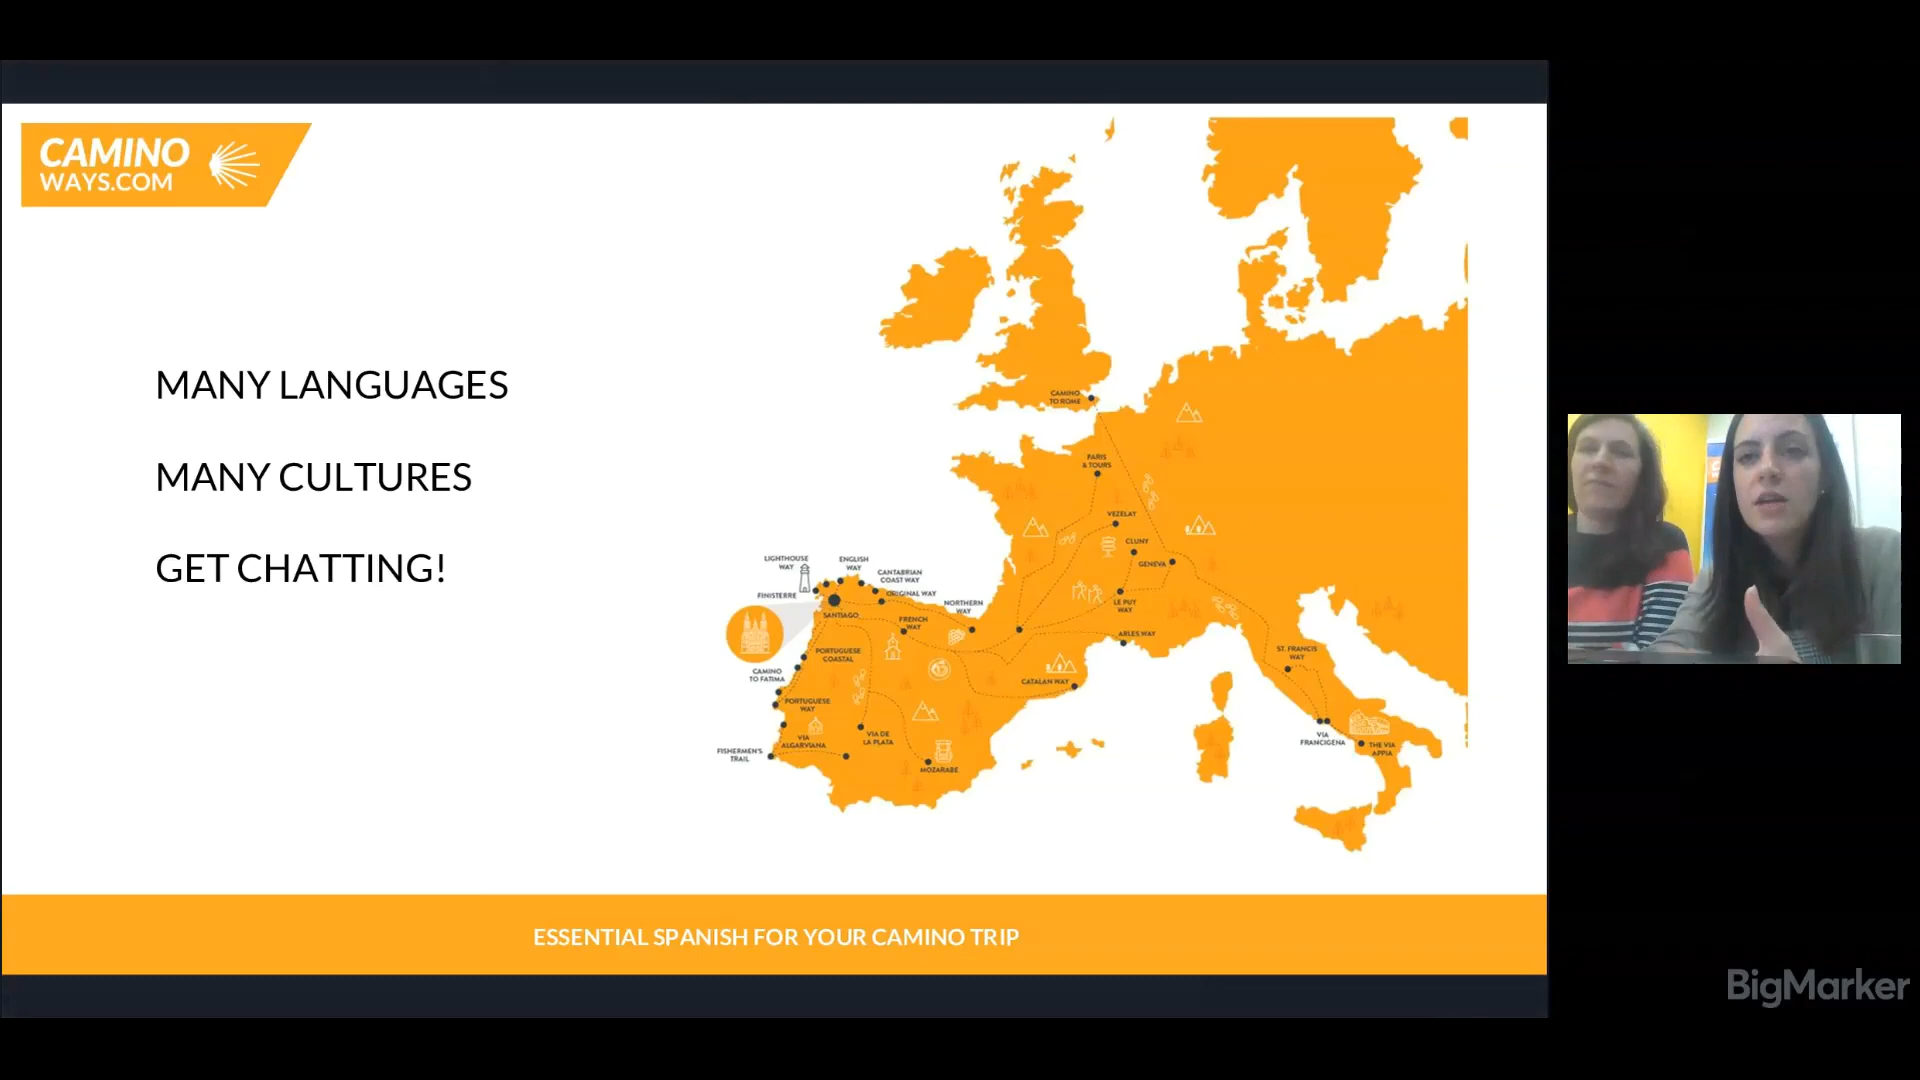 CAMINO
WAYS.COM
MANY LANGUAGES
MANY CULTURES
GET CHATTING!
CAMINO
TO ROME
PARIS
& TOURS
VEZELAY
CLUNY
GENEVA
LE PUY
WAY
ARLES WAY
LIGHTHOUSE
WAY
ENGLISH
WAY
CANTABRIAN
COAST WAY
ORIGINAL WAY
NORTHERN
WAY
FINISTERRE
SANTIAGO
FRENCH
WAY
PORTUGUESE
COASTAL
CAMINO
TO FATIMA
CATALAN WAY
PORTUGUESE
WAY
VIA
ALGARVIANA
VIA DE
LA PLATA
FISHERMEN'S
TRAIL
MOZARABE
ST. FRANCIS
WAY
VIA
FRANCIGENA
THE VIA
APPIA
ESSENTIAL SPANISH FOR YOUR CAMINO TRIP
BigMarker